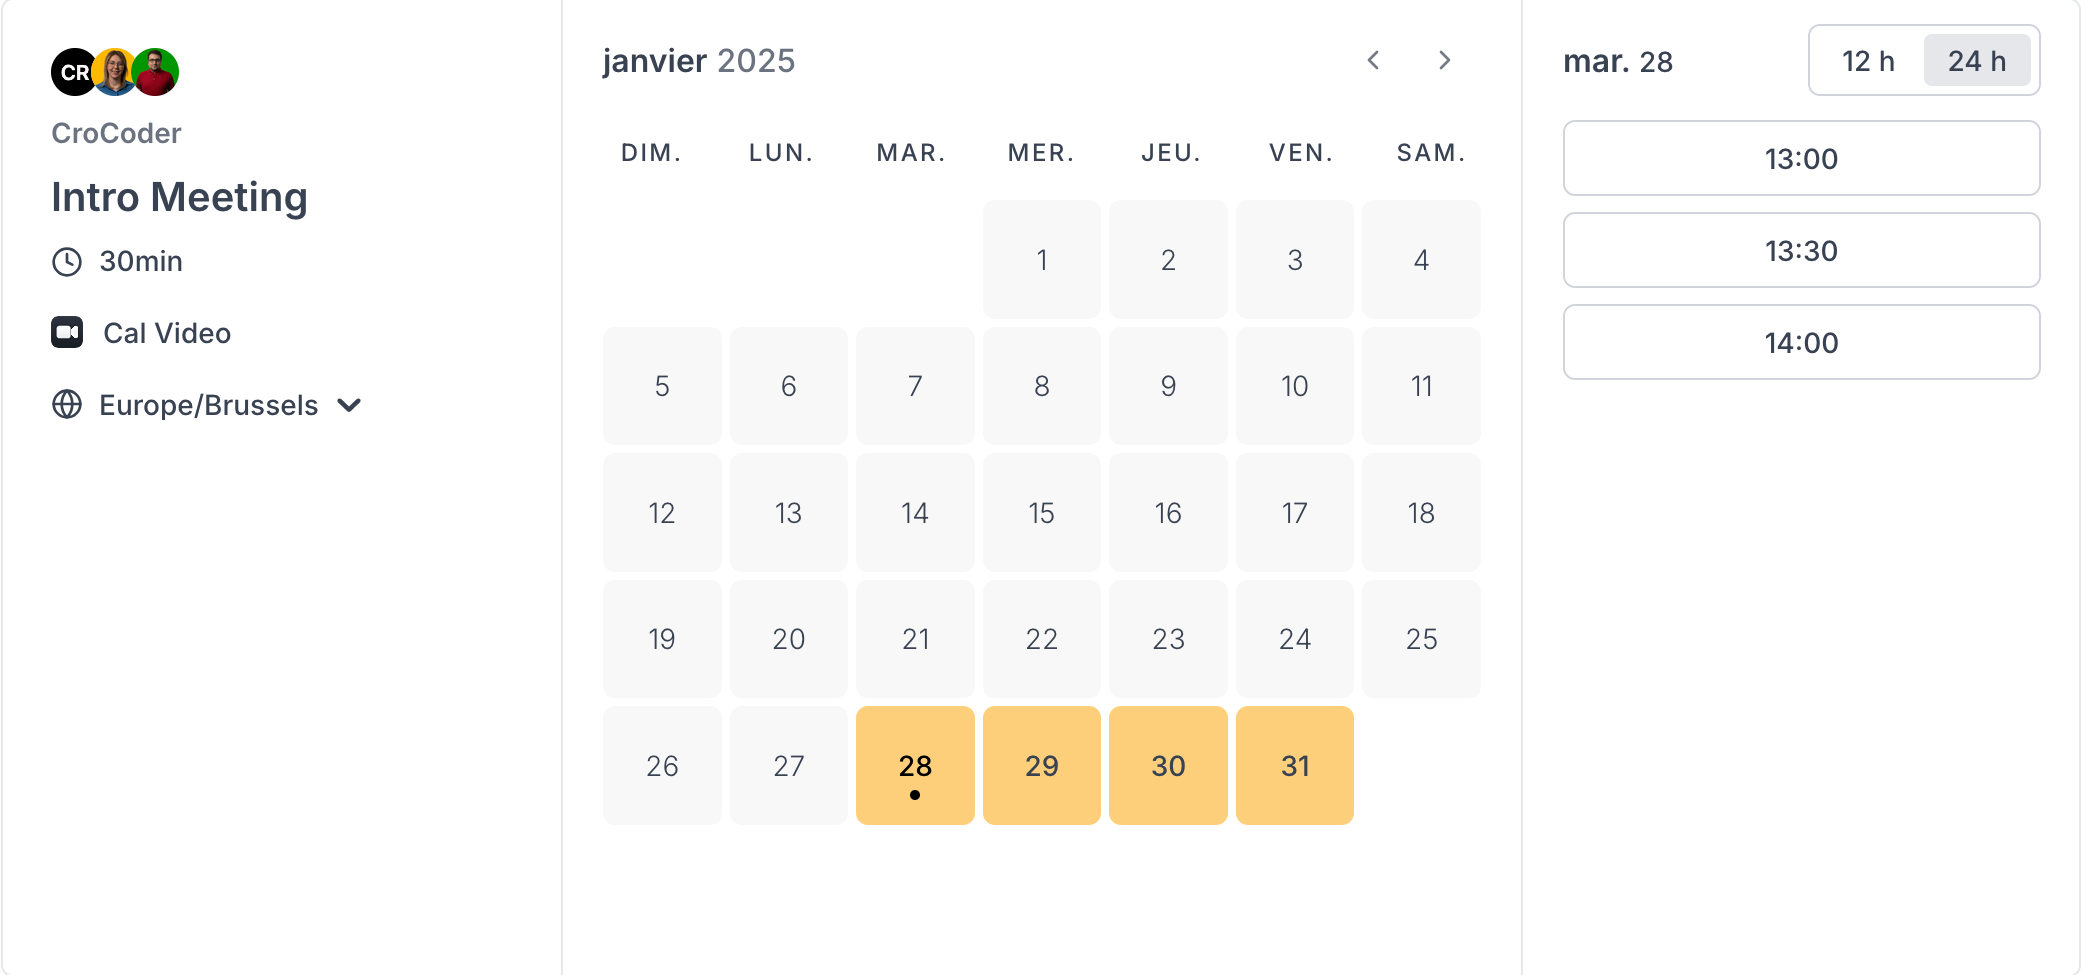 CR
CroCoder
Intro Meeting
30min
Cal Video
Europe/Brussels
janvier 2025
DIM. LUN. MAR. MER. JEU. VEN. SAM.
1 2 3 4
5 6 7 8 9 10 11
12 13 14 15 16 17 18
19 20 21 22 23 24 25
26 27 28 29 30 31
mar. 28
12 h 24 h
13:00
13:30
14:00